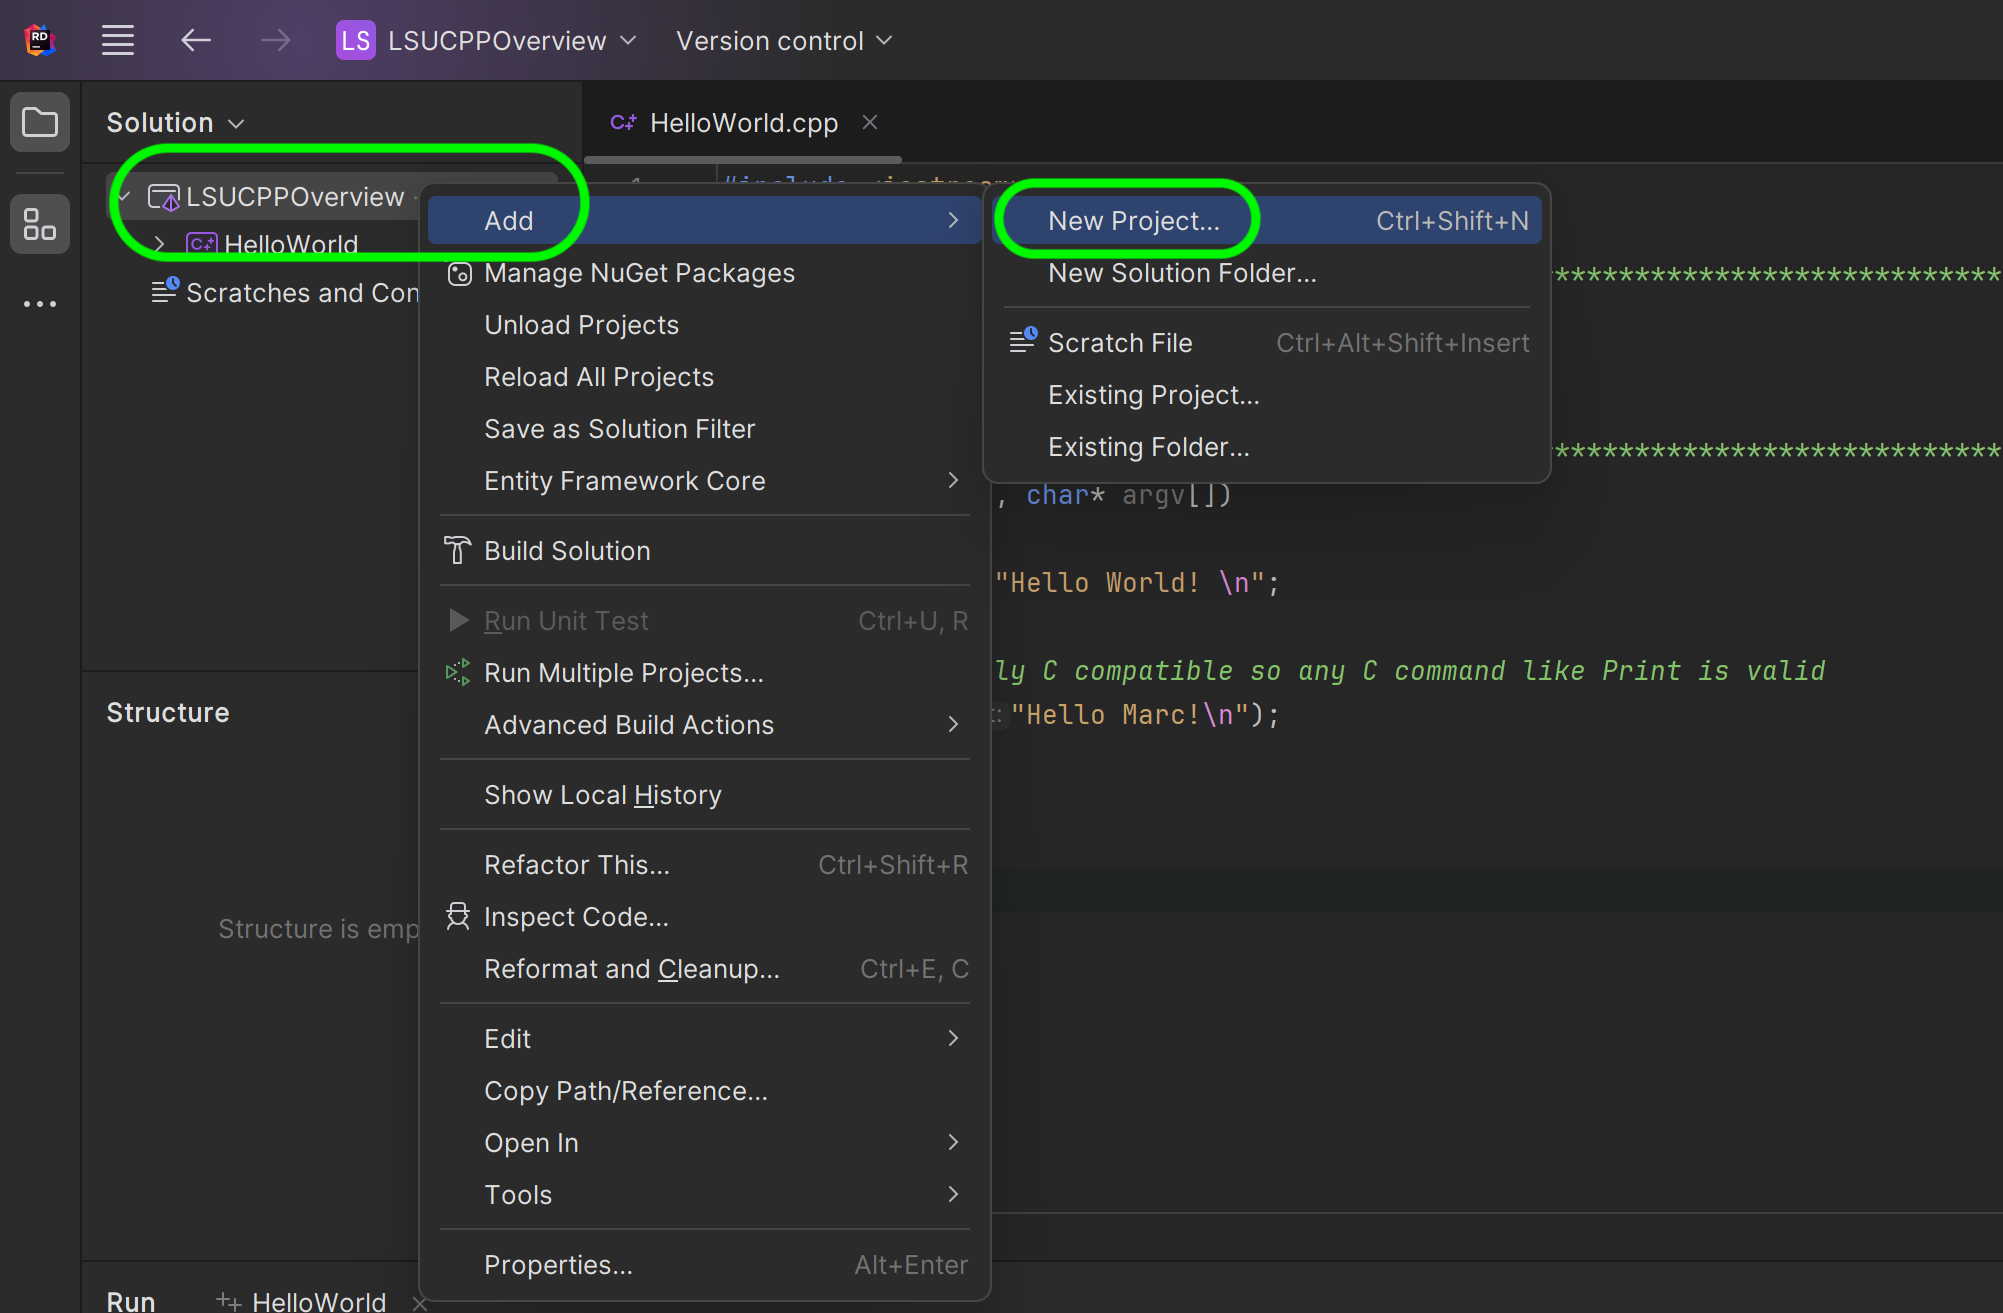 RD
LS LSUCPPOverview Version control
Solution
HelloWorld.cpp
LSUCPPOverview
HelloWorld
Scratches and Con
Add
Manage NuGet Packages
Unload Projects
Reload All Projects
Save as Solution Filter
Entity Framework Core
Build Solution
Run Unit Test Ctrl+U, R
Run Multiple Projects...
Advanced Build Actions
Show Local History
Refactor This... Ctrl+Shift+R
Inspect Code...
Reformat and Cleanup... Ctrl+E, C
Edit
Copy Path/Reference...
Open In
Tools
Properties... Alt+Enter
New Project... Ctrl+Shift+N
New Solution Folder...
Scratch File Ctrl+Alt+Shift+Insert
Existing Project...
Existing Folder...
****************************
****************************
, char* argv[])
"Hello World! \n";
ly C compatible so any C command like Print is valid
"Hello Marc!\n");
Structure
Structure is emp
Run HelloWorld